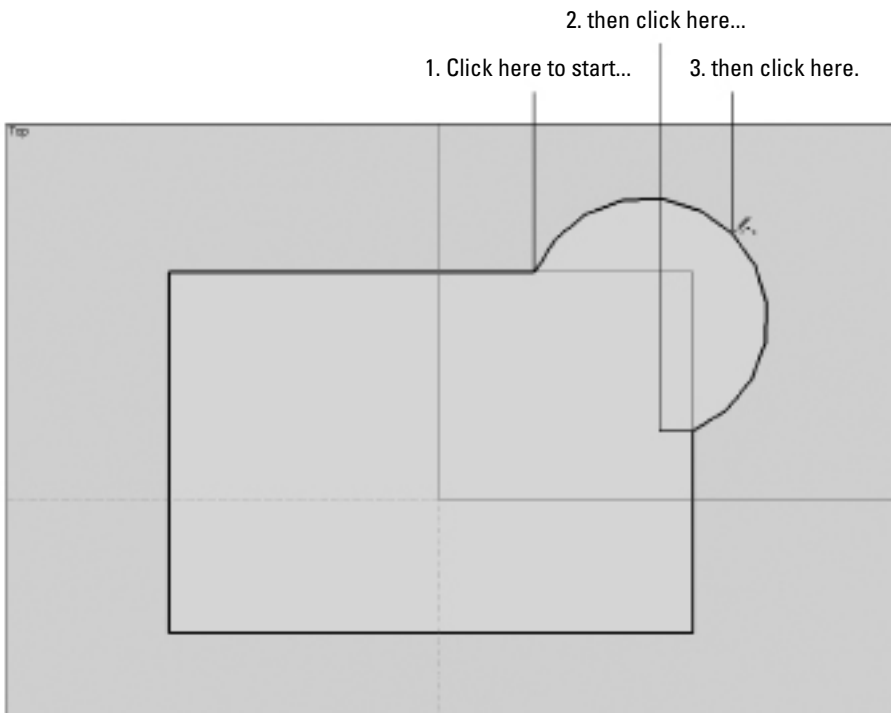 2. then click here...
1. Click here to start...
3. then click here.
Top